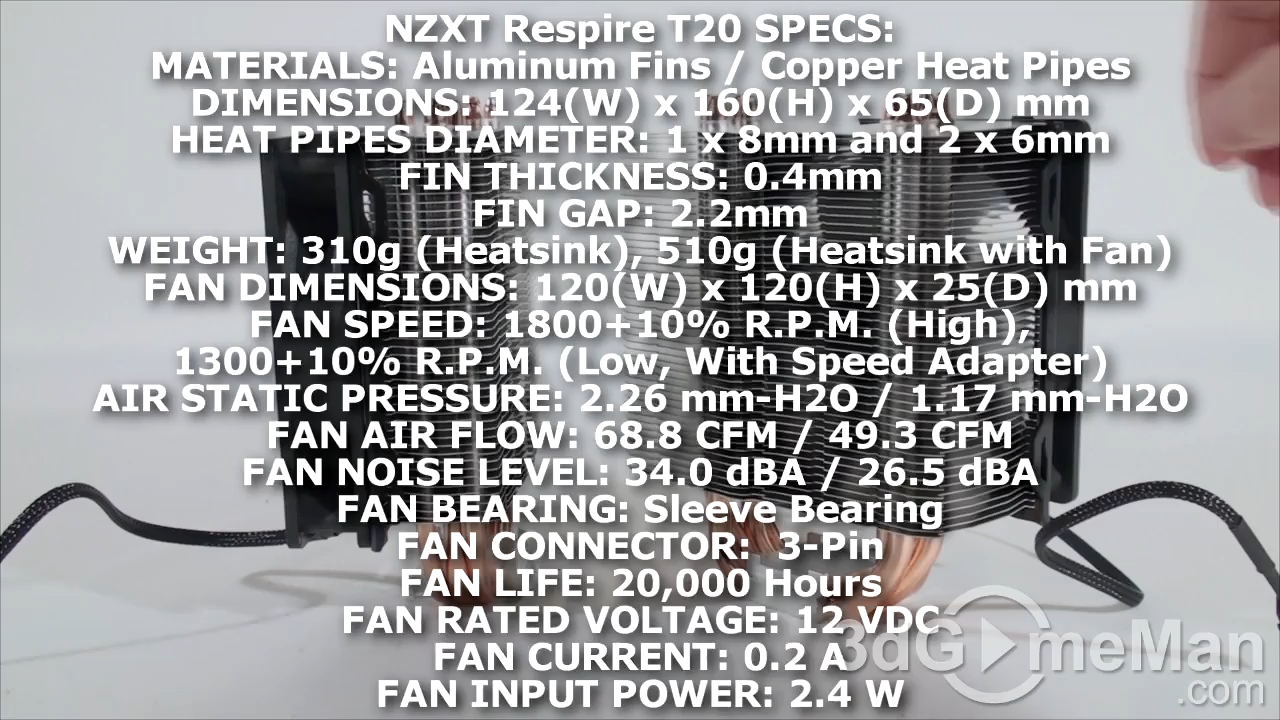 NZXT Respire T20 SPECS:
MATERIALS: Aluminum Fins / Copper Heat Pipes
DIMENSIONS: 124(W) x 160(H) x 65(D) mm
HEAT PIPES DIAMETER: 1 x 8mm and 2 x 6mm
FIN THICKNESS: 0.4mm
FIN GAP: 2.2mm
WEIGHT: 310g (Heatsink), 510g (Heatsink with Fan)
FAN DIMENSIONS: 120(W) x 120(H) x 25(D) mm
FAN SPEED: 1800+10% R.P.M. (High),
1300+10% R.P.M. (Low, With Speed Adapter)
AIR STATIC PRESSURE: 2.26 mm-H2O / 1.17 mm-H2O
FAN AIR FLOW: 68.8 CFM / 49.3 CFM
FAN NOISE LEVEL: 34.0 dBA / 26.5 dBA
FAN BEARING: Sleeve Bearing
FAN CONNECTOR:  3-Pin
FAN LIFE: 20,000 Hours
FAN RATED VOLTAGE: 12 VDC
FAN CURRENT: 0.2 A
FAN INPUT POWER: 2.4 W
3dGameMan
.com